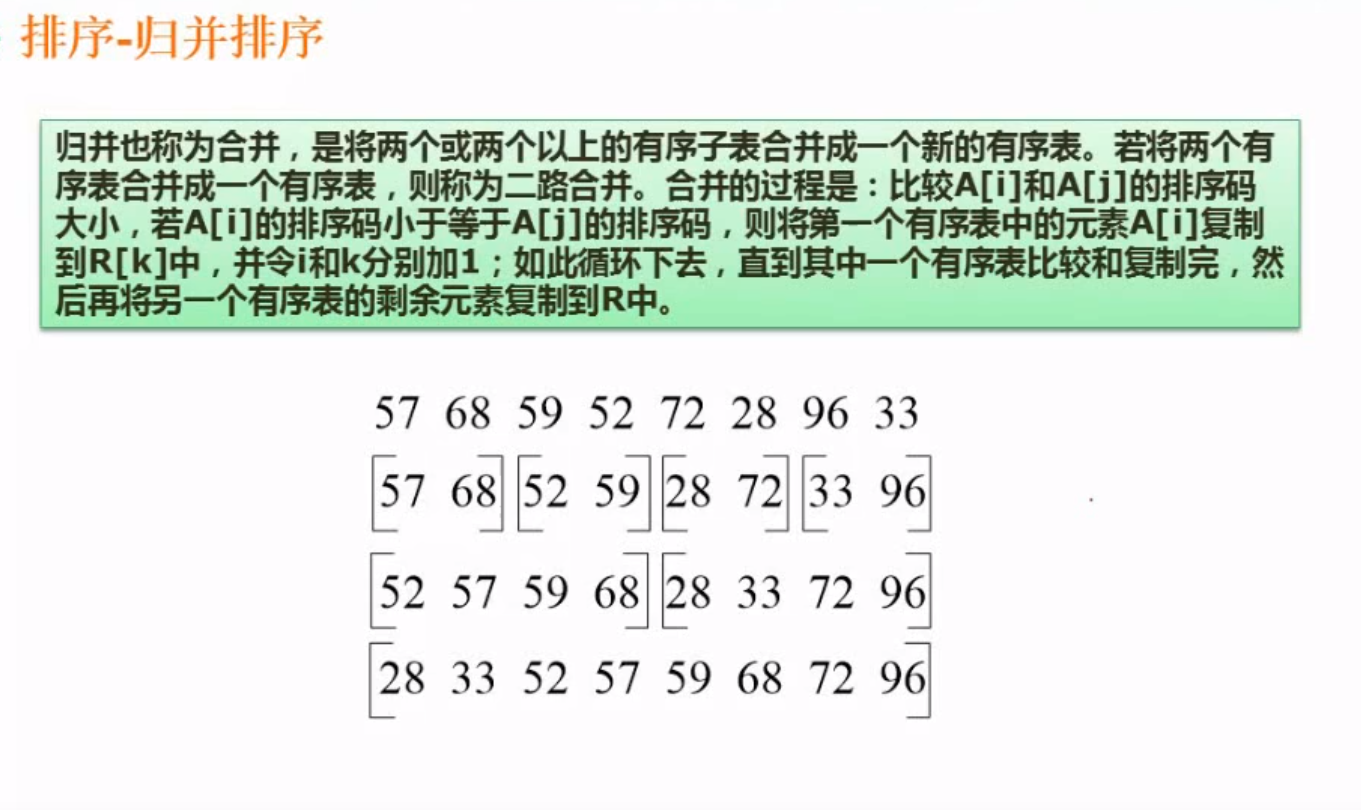 排序-归并排序
归并也称为合并，是将两个或两个以上的有序子表合并成一个新的有序表。若将两个有
序表合并成一个有序表，则称为二路合并。合并的过程是：比较A[i]和A[j]的排序码
大小，若A[i]的排序码小于等于A[j]的排序码，则将第一个有序表中的元素A[i]复制
到R[k]中，并令i和k分别加1；如此循环下去，直到其中一个有序表比较和复制完，然
后再将另一个有序表的剩余元素复制到R中。
57 68 59 52 72 28 96 33
[57 68] [52 59] [28 72] [33 96]
[52 57 59 68] [28 33 72 96]
[28 33 52 57 59 68 72 96]